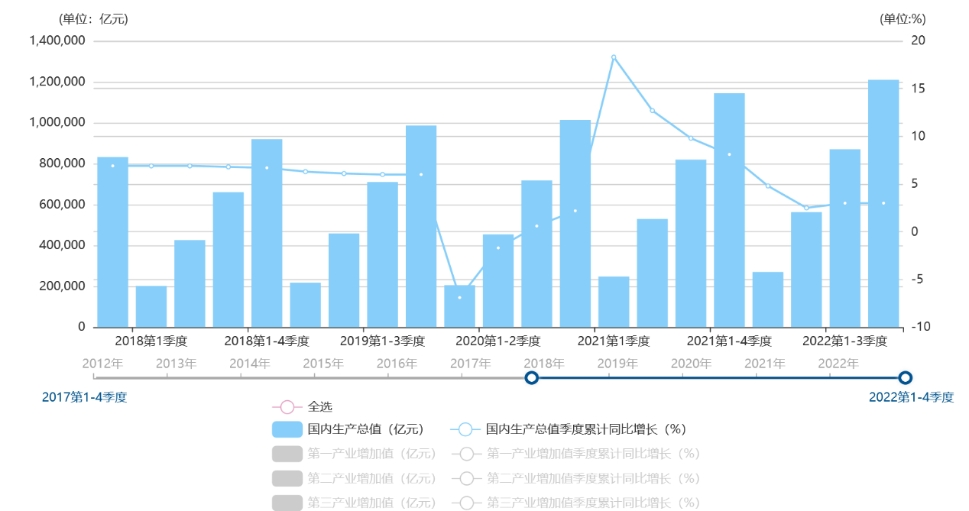 (单位：亿元) (单位:%)
1,400,000 20
1,200,000 15
1,000,000 10
800,000 5
600,000 0
400,000
200,000 -5
0 -10
2018第1季度 2018第1-4季度 2019第1-3季度 2020第1-2季度 2021第1季度 2021第1-4季度 2022第1-3季度
2012年 2013年 2014年 2015年 2016年 2017年 2018年 2019年 2020年 2021年 2022年
2017第1-4季度 2022第1-4季度
全选
国内生产总值（亿元） 国内生产总值季度累计同比增长（%）
第一产业增加值（亿元） 第一产业增加值季度累计同比增长（%）
第二产业增加值（亿元） 第二产业增加值季度累计同比增长（%）
第三产业增加值（亿元） 第三产业增加值季度累计同比增长（%）